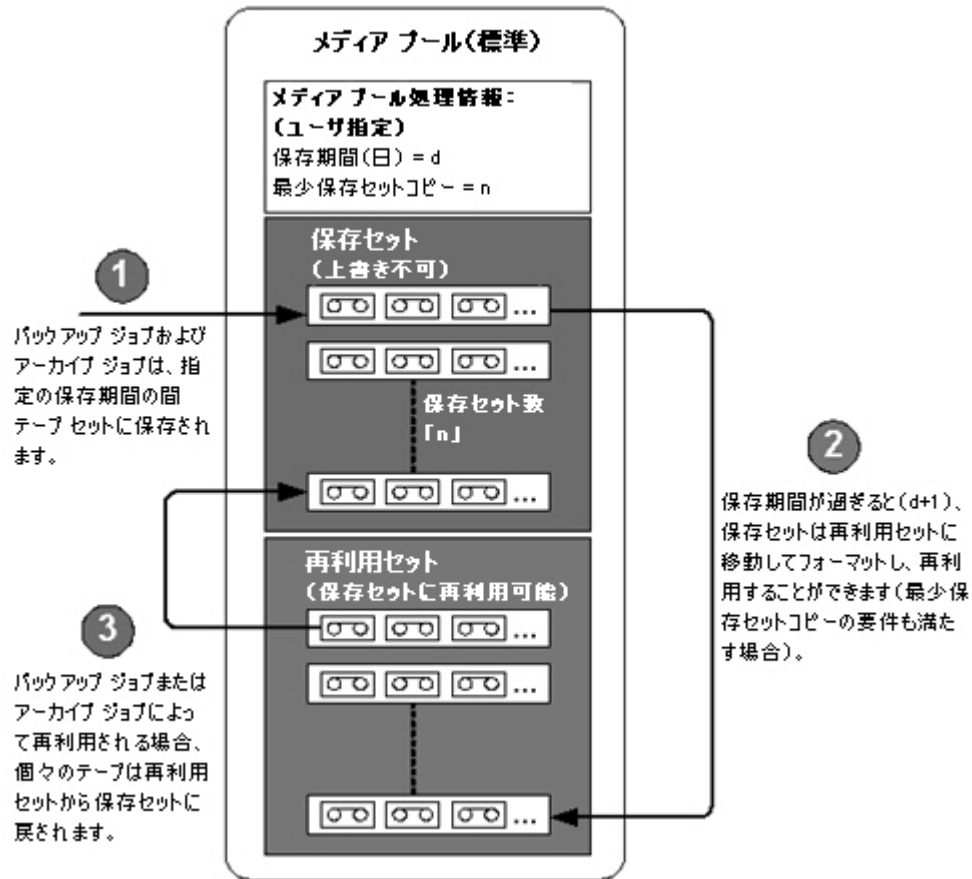 メディア プール(標準)
メディア プール処理情報:
(ユーザ指定)
保存期間(日) = d
最少保存セットコピー = n
保存セット
(上書き不可)
...
1
バックアップ ジョブおよび
アーカイブ ジョブは、指
定の保存期間の間
テープ セットに保存され
ます。
...
保存セット数
「n」
...
2
保存期間が過ぎると(d+1)、
保存セットは再利用セットに
移動してフォーマットし、再利
用することができます(最少保
存セットコピーの要件も満た
す場合)。
再利用セット
(保存セットに再利用可能)
...
3
バックアップ ジョブまたは
アーカイブ ジョブによっ
て再利用される場合、
個々のテープは再利用
セットから保存セットに
戻されます。
...
...